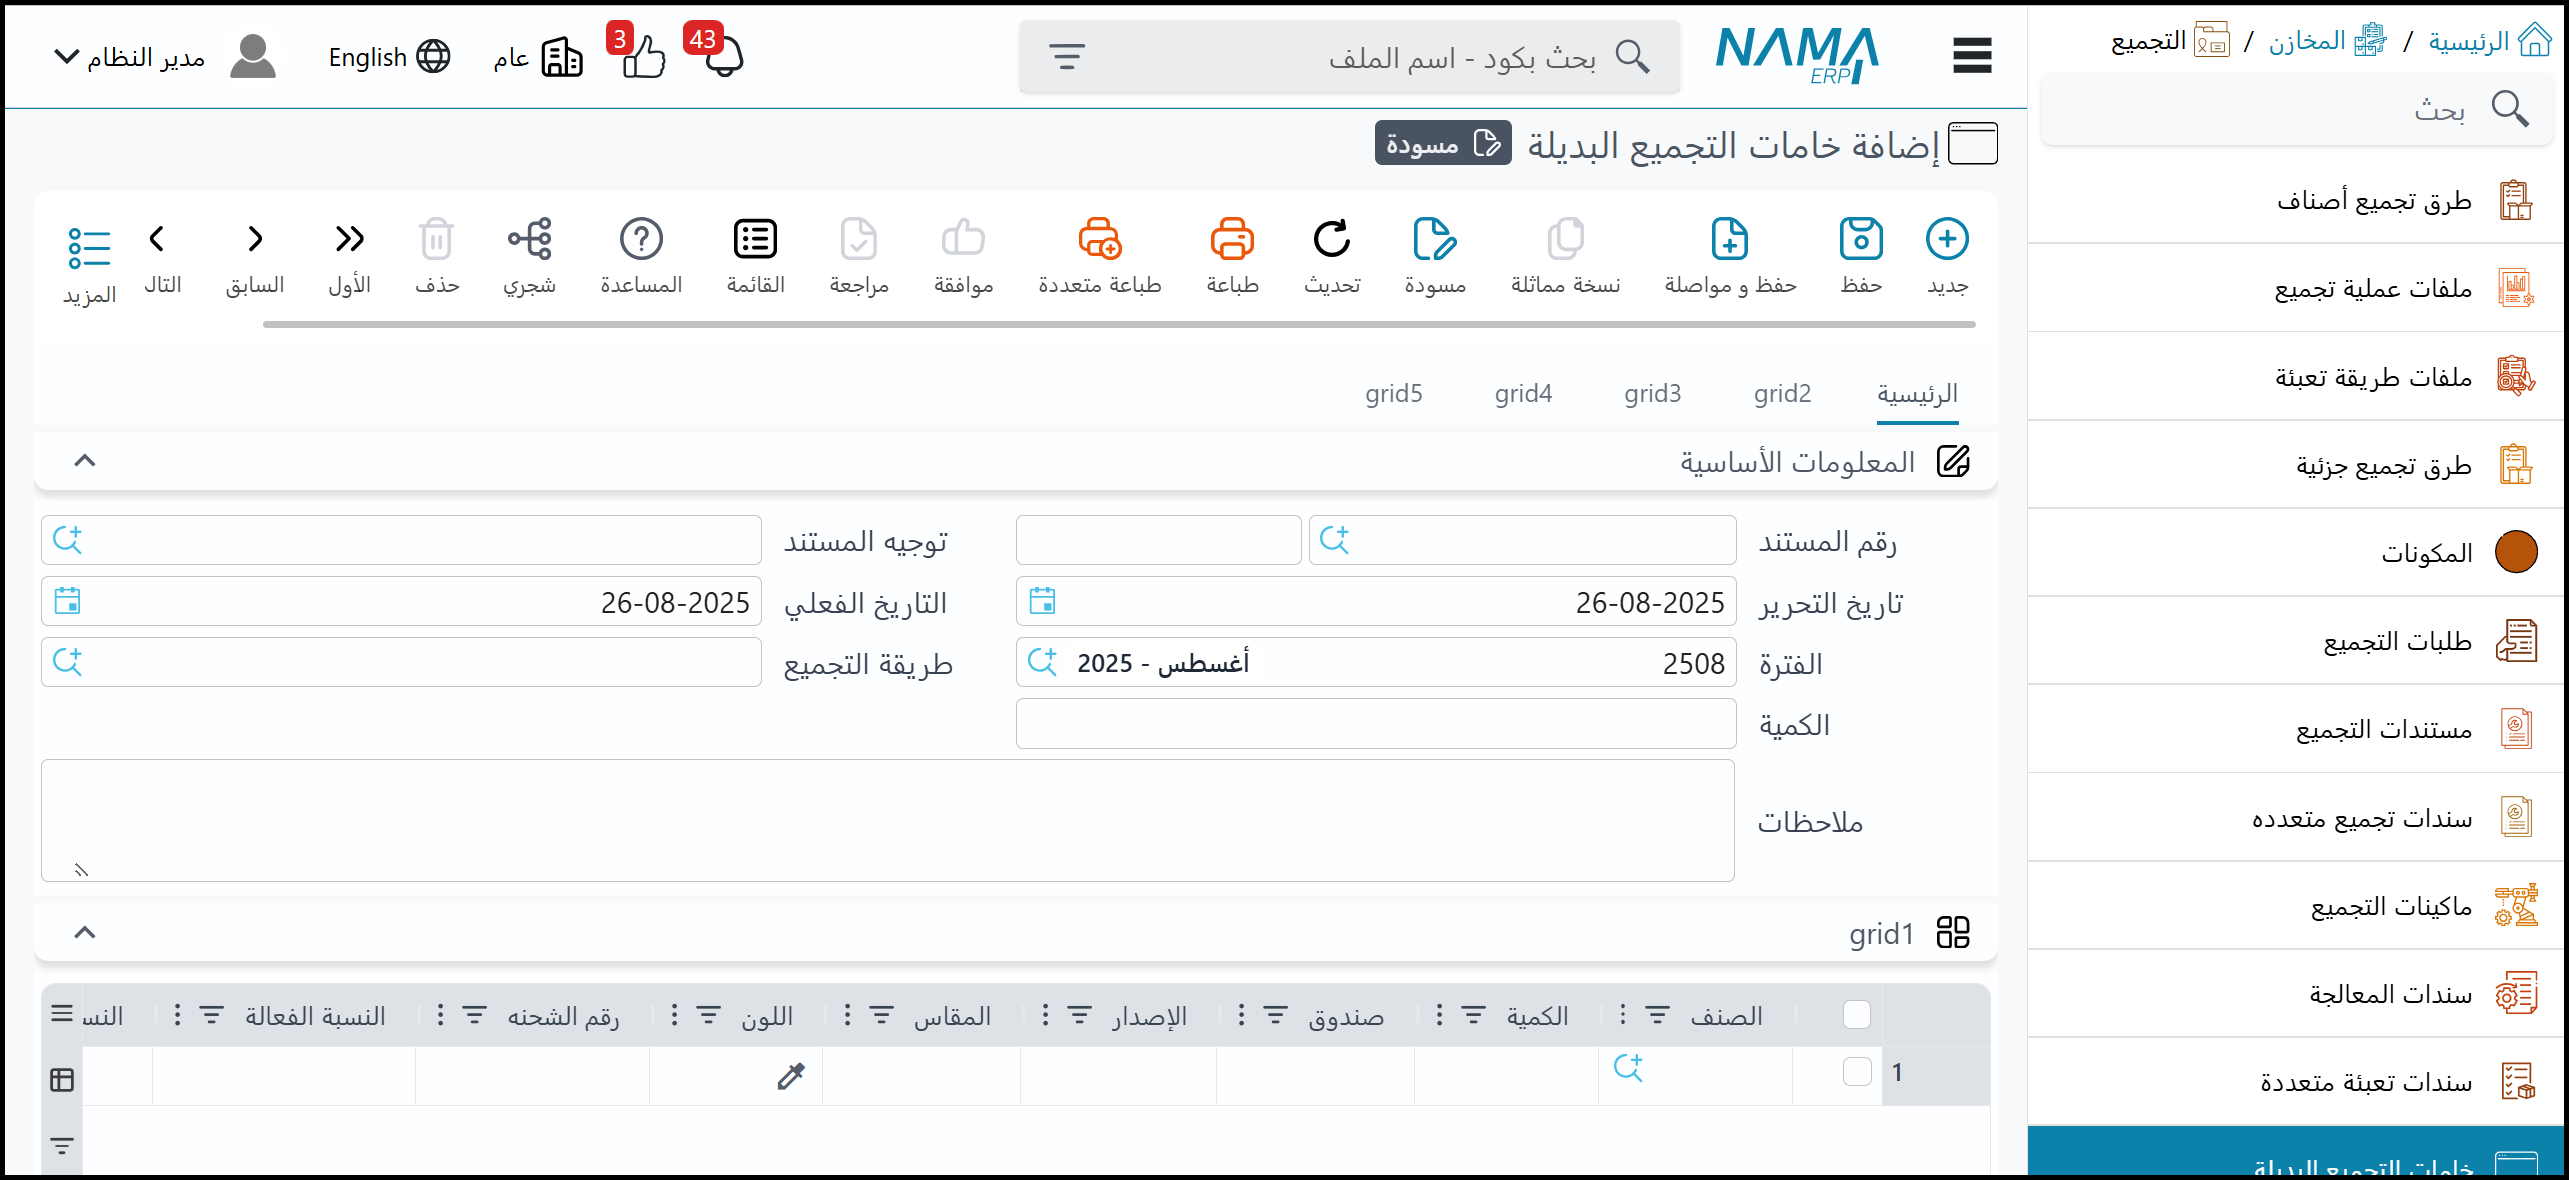 الرئيسية / المخازن / التجميع
بحث
طرق تجميع أصناف
ملفات عملية تجميع
ملفات طريقة تعبئة
طرق تجميع جزئية
المكونات
طلبات التجميع
مستندات التجميع
سندات تجميع متعدده
ماكينات التجميع
سندات المعالجة
سندات تعبئة متعددة
خامات التجميع البديلة
NAMA ERP
بحث بكود - اسم الملف
43
3
عام
English
مدير النظام
إضافة خامات التجميع البديلة
مسودة
جديد حفظ حفظ و مواصلة نسخة مماثلة مسودة تحديث طباعة طباعة متعددة موافقة مراجعة القائمة المساعدة شجري حذف الأول السابق التال المزيد
الرئيسية grid2 grid3 grid4 grid5
المعلومات الأساسية
رقم المستند توجيه المستند
تاريخ التحرير 26-08-2025 التاريخ الفعلي 26-08-2025
الفترة 2508 أغسطس - 2025 طريقة التجميع
الكمية
ملاحظات
grid1
الصنف الكمية صندوق الإصدار المقاس اللون رقم الشحنه النسبة الفعالة النس
1